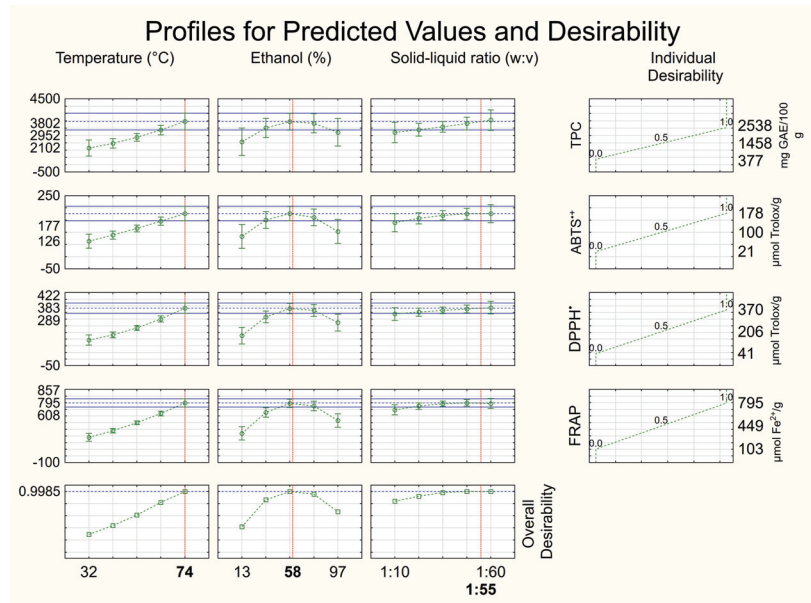 Profiles for Predicted Values and Desirability
Temperature (°C)
Ethanol (%)
Solid-liquid ratio (w:v)
Individual
Desirability
4500
3802
2952
2102
-500
1.0
0.5
0.0
TPC
2538
1458
377
mg GAE/100
g
250
177
126
-50
1.0
0.5
0.0
ABTS•+
178
100
21
µmol Trolox/g
422
383
289
-50
1.0
0.5
0.0
DPPH•
370
206
41
µmol Trolox/g
857
795
608
-100
1.0
0.5
0.0
FRAP
795
449
103
µmol Fe²⁺/g
0.9985
Overall
Desirability
32
74
13
58
97
1:10
1:60
1:55